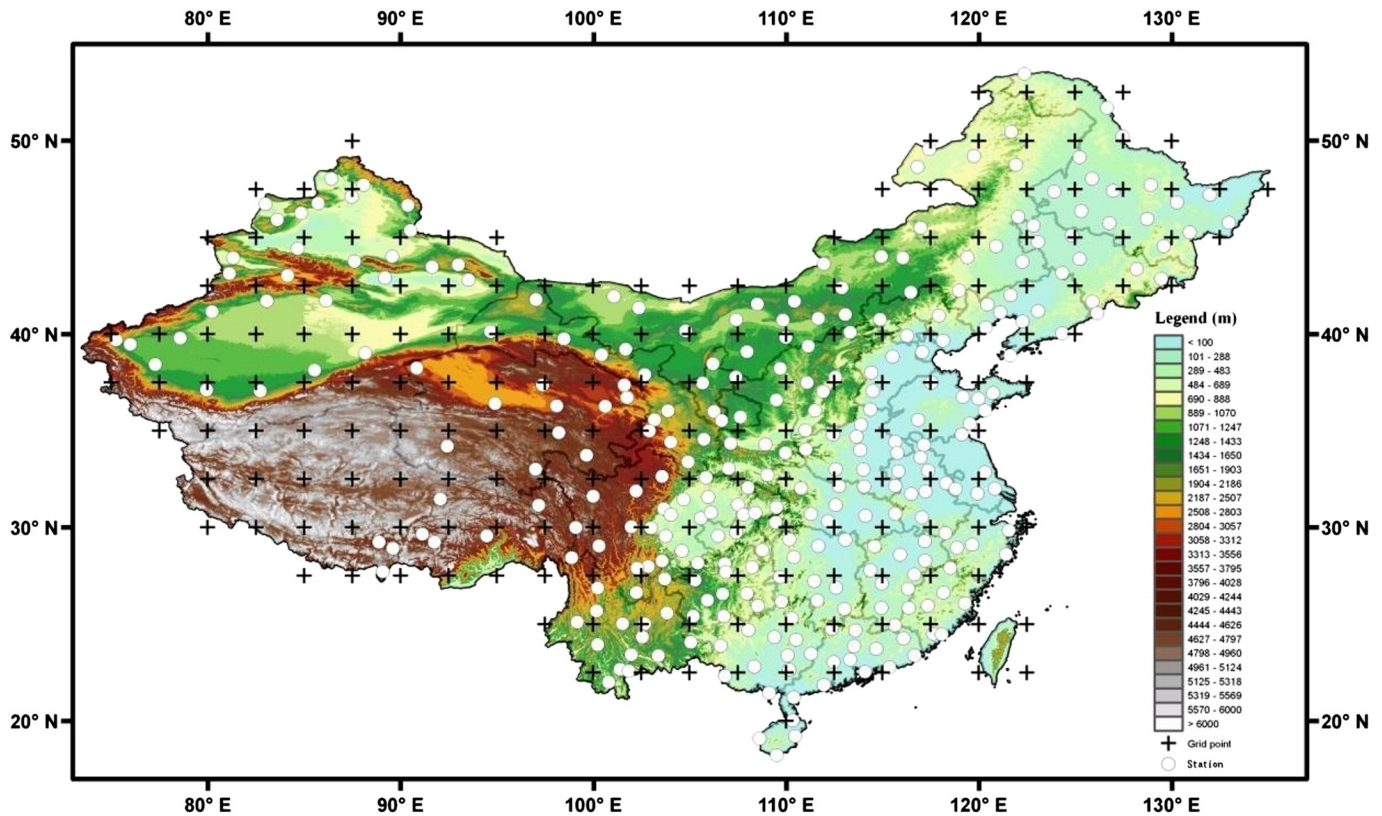 80° E 90° E 100° E 110° E 120° E 130° E
50° N 50° N
40° N 40° N
30° N 30° N
20° N 20° N
Legend (m)
< 100
101 - 288
289 - 483
484 - 689
690 - 888
889 - 1070
1071 - 1247
1248 - 1433
1434 - 1650
1651 - 1903
1904 - 2186
2187 - 2507
2508 - 2803
2804 - 3057
3058 - 3312
3313 - 3556
3557 - 3795
3796 - 4028
4029 - 4244
4245 - 4443
4444 - 4626
4627 - 4797
4798 - 4960
4961 - 5124
5125 - 5318
5319 - 5569
5570 - 6000
> 6000
Grid point
Station
80° E 90° E 100° E 110° E 120° E 130° E